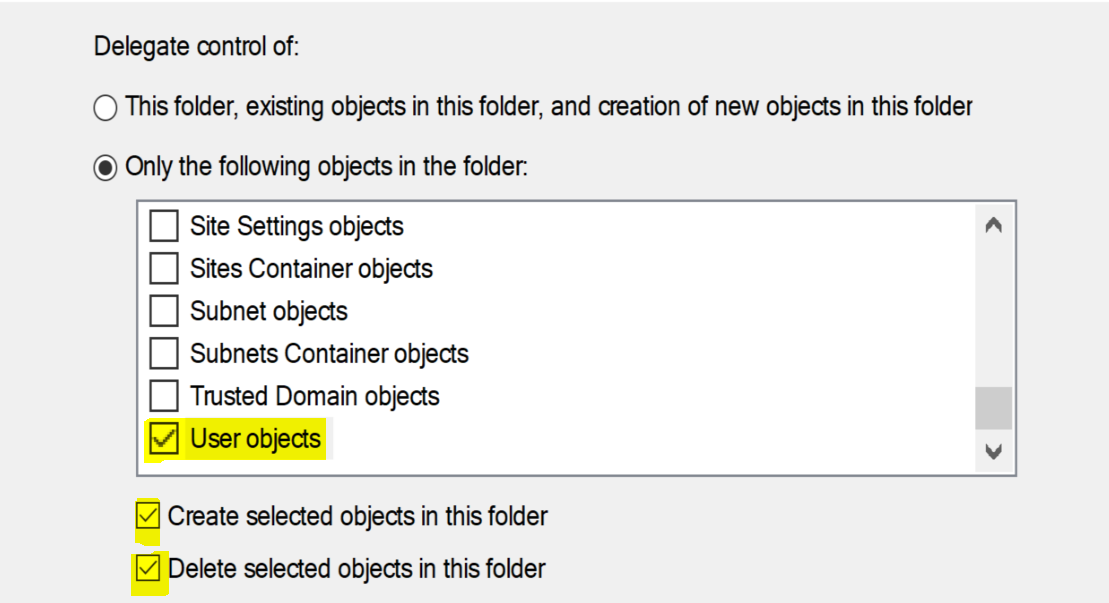 Delegate control of:
This folder, existing objects in this folder, and creation of new objects in this folder
Only the following objects in the folder:
Site Settings objects
Sites Container objects
Subnet objects
Subnets Container objects
Trusted Domain objects
User objects
Create selected objects in this folder
Delete selected objects in this folder